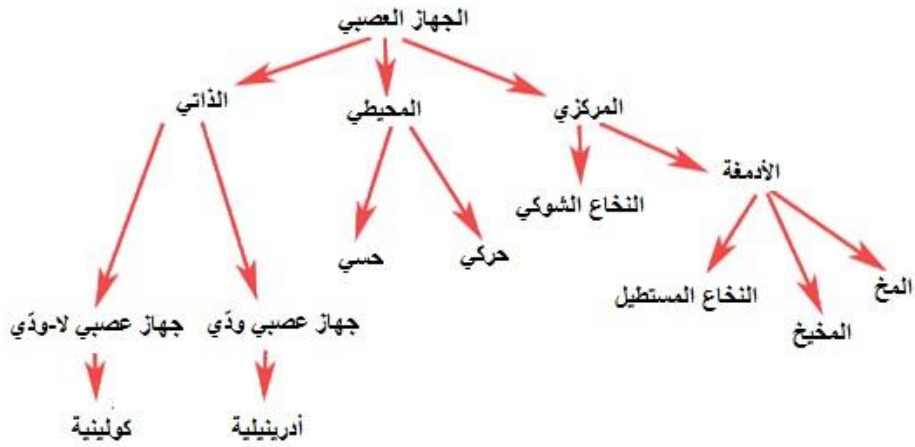 الجهاز العصبي
المركزي
المحيطي
الذاتي
الأدمغة
النخاع الشوكي
حركي
حسي
المخ
المخيخ
النخاع المستطيل
جهاز عصبي ودّي
جهاز عصبي لا-ودّي
أدرينيلية
كولينية